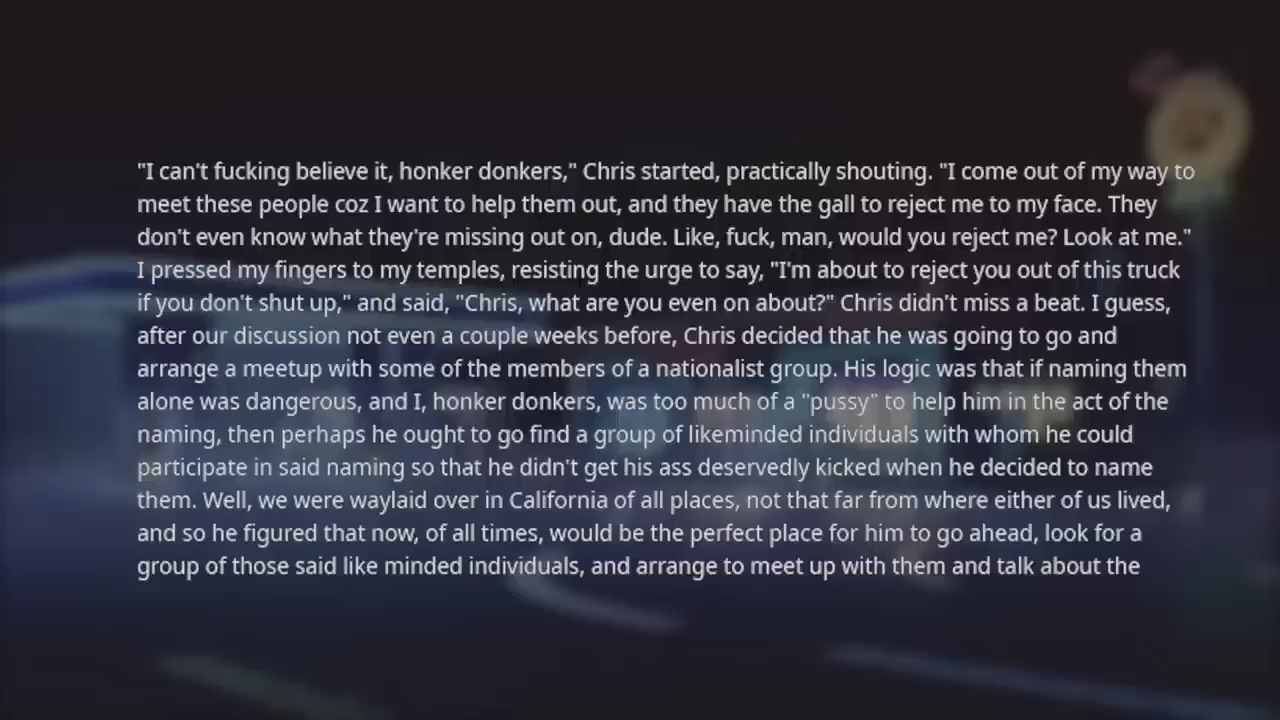 "I can't fucking believe it, honker donkers," Chris started, practically shouting. "I come out of my way to
meet these people coz I want to help them out, and they have the gall to reject me to my face. They
don't even know what they're missing out on, dude. Like, fuck, man, would you reject me? Look at me."
I pressed my fingers to my temples, resisting the urge to say, "I'm about to reject you out of this truck
if you don't shut up," and said, "Chris, what are you even on about?" Chris didn't miss a beat. I guess,
after our discussion not even a couple weeks before, Chris decided that he was going to go and
arrange a meetup with some of the members of a nationalist group. His logic was that if naming them
alone was dangerous, and I, honker donkers, was too much of a "pussy" to help him in the act of the
naming, then perhaps he ought to go find a group of likeminded individuals with whom he could
participate in said naming so that he didn't get his ass deservedly kicked when he decided to name
them. Well, we were waylaid over in California of all places, not that far from where either of us lived,
and so he figured that now, of all times, would be the perfect place for him to go ahead, look for a
group of those said like minded individuals, and arrange to meet up with them and talk about the